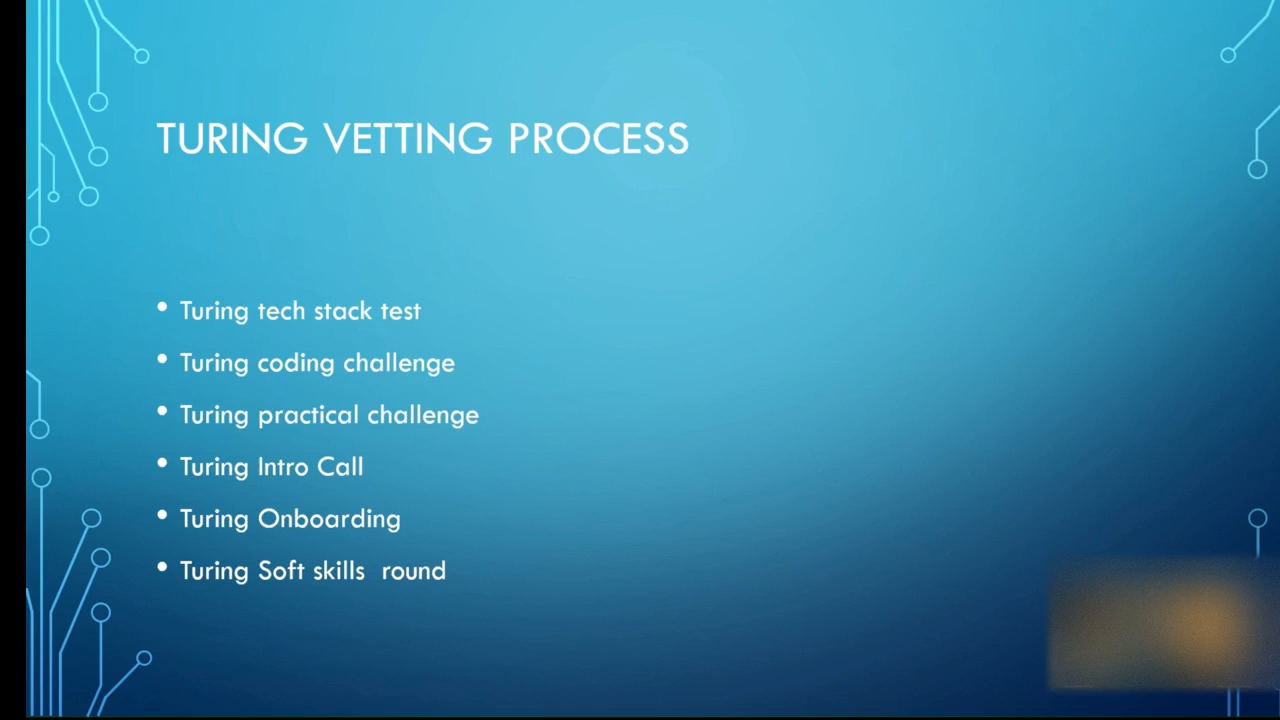 TURING VETTING PROCESS
• Turing tech stack test
• Turing coding challenge
• Turing practical challenge
• Turing Intro Call
• Turing Onboarding
• Turing Soft skills  round